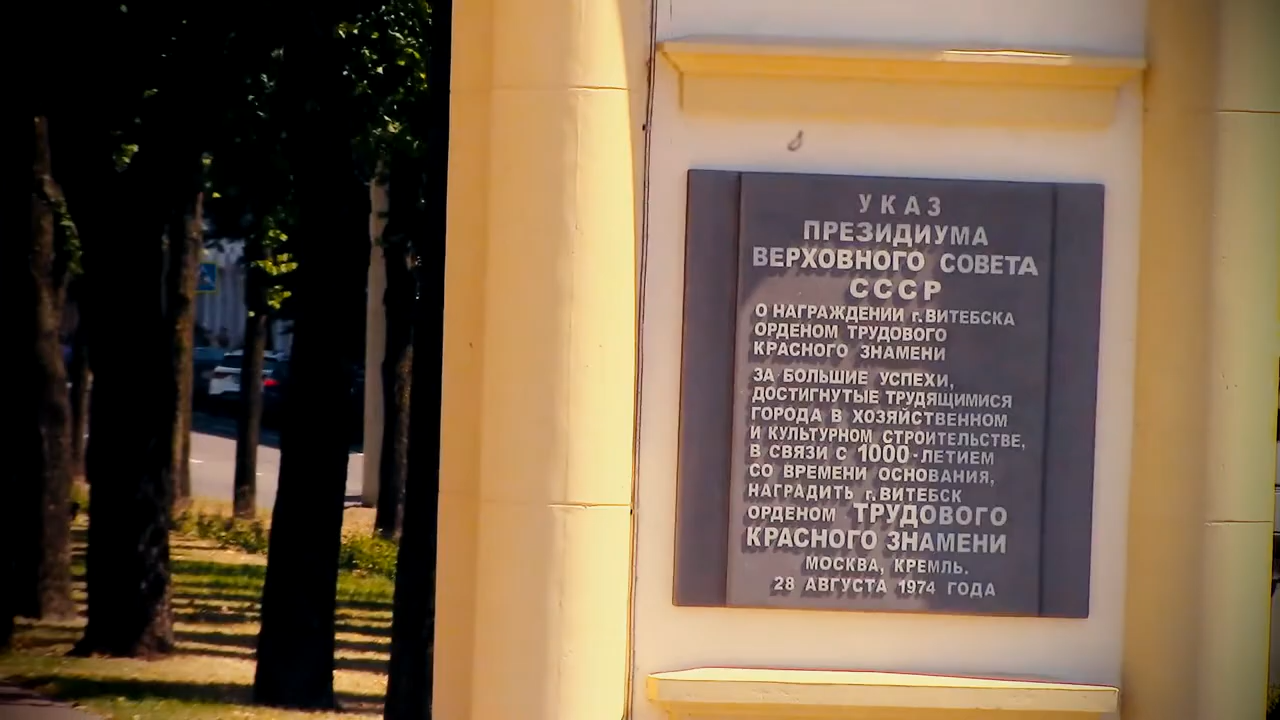 УКАЗ
ПРЕЗИДИУМА
ВЕРХОВНОГО СОВЕТА
СССР
О НАГРАЖДЕНИИ г. ВИТЕБСКА
ОРДЕНОМ ТРУДОВОГО
КРАСНОГО ЗНАМЕНИ
ЗА БОЛЬШИЕ УСПЕХИ,
ДОСТИГНУТЫЕ ТРУДЯЩИМИСЯ
ГОРОДА В ХОЗЯЙСТВЕННОМ
И КУЛЬТУРНОМ СТРОИТЕЛЬСТВЕ,
В СВЯЗИ С 1000-ЛЕТИЕМ
СО ВРЕМЕНИ ОСНОВАНИЯ,
НАГРАДИТЬ г. ВИТЕБСК
ОРДЕНОМ ТРУДОВОГО
КРАСНОГО ЗНАМЕНИ
МОСКВА, КРЕМЛЬ.
28 АВГУСТА 1974 ГОДА